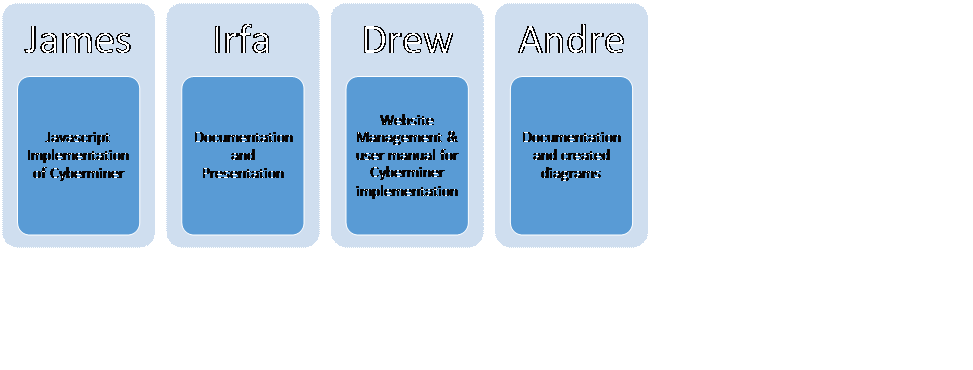 James
Javascript
Implementation
of Cyberminer
Irfa
Documentation
and
Presentation
Drew
Website
Management &
user manual for
Cyberminer
implementation
Andre
Documentation
and created
diagrams